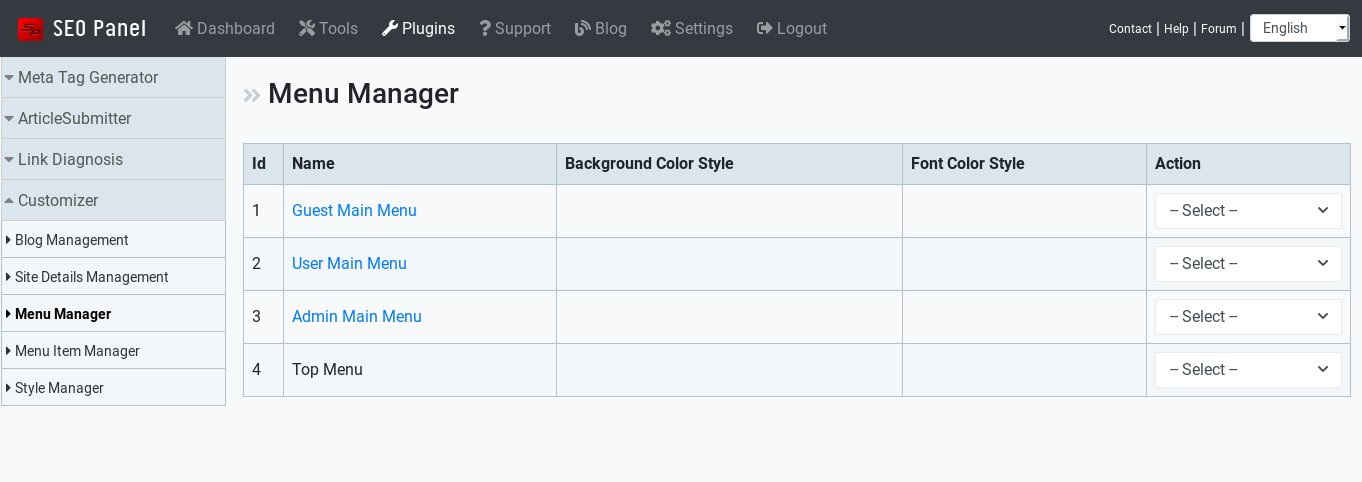 SEO Panel Dashboard Tools Plugins Support Blog Settings Logout Contact | Help | Forum | English
Meta Tag Generator
ArticleSubmitter
Link Diagnosis
Customizer
Blog Management
Site Details Management
Menu Manager
Menu Item Manager
Style Manager
Menu Manager
Id Name Background Color Style Font Color Style Action
1 Guest Main Menu -- Select --
2 User Main Menu -- Select --
3 Admin Main Menu -- Select --
4 Top Menu -- Select --